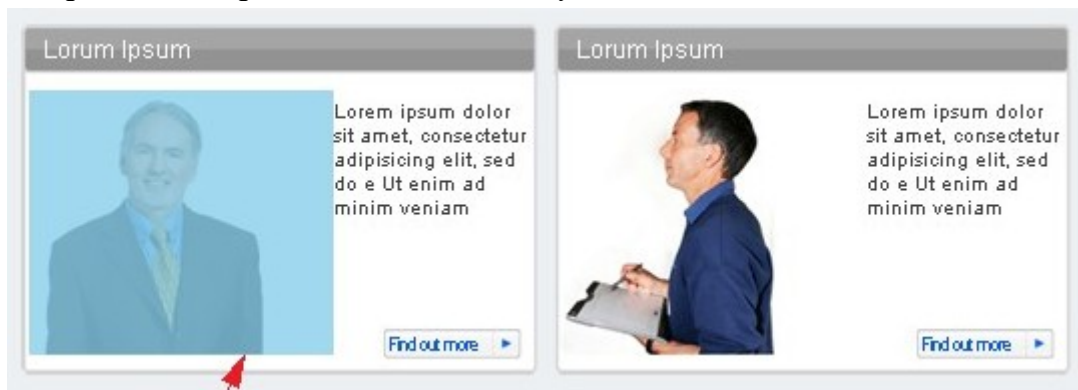 Lorum Ipsum
Lorem ipsum dolor
sit amet, consectetur
adipisicing elit, sed
do e Ut enim ad
minim veniam
Find out more
Lorum Ipsum
Lorem ipsum dolor
sit amet, consectetur
adipisicing elit, sed
do e Ut enim ad
minim veniam
Find out more